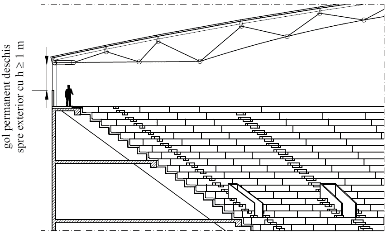 gol permanent deschis
spre exterior cu h ≥ 1 m